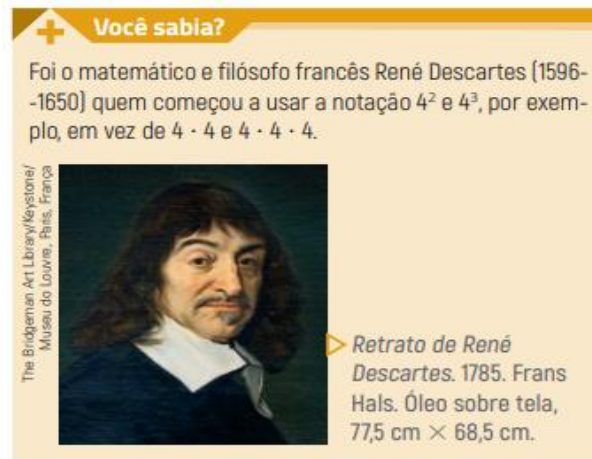 Você sabia?
Foi o matemático e filósofo francês René Descartes (1596-
-1650) quem começou a usar a notação 4² e 4³, por exem-
plo, em vez de 4 · 4 e 4 · 4 · 4.
The Bridgeman Art Library/Keystone/
Museu do Louvre, Paris, França
Retrato de René
Descartes. 1785. Frans
Hals. Óleo sobre tela,
77,5 cm × 68,5 cm.